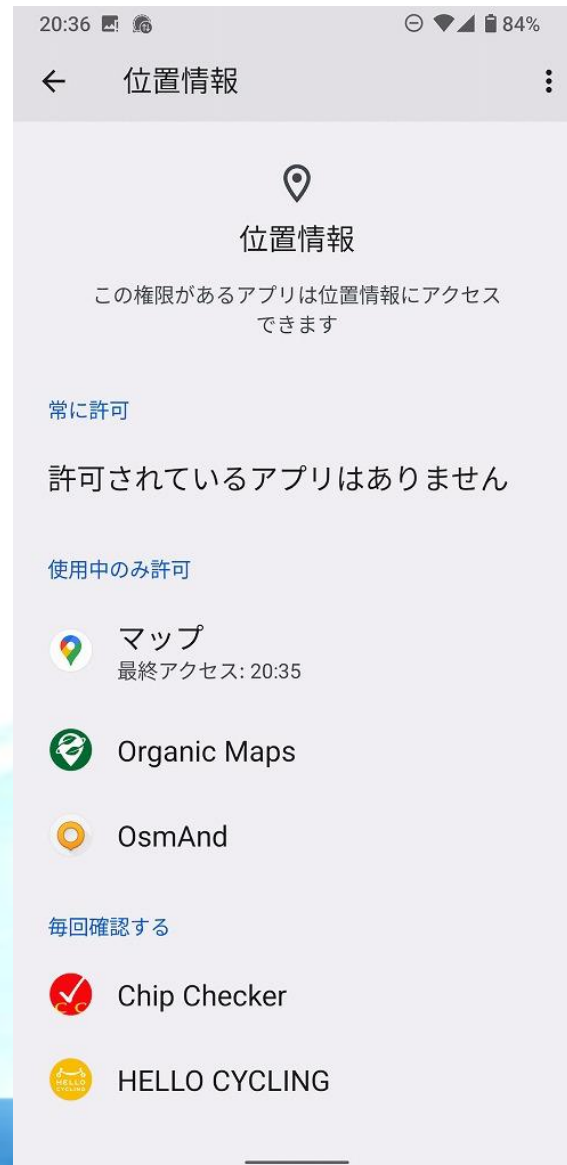 20:36
84%
位置情報
位置情報
この権限があるアプリは位置情報にアクセス
できます
常に許可
許可されているアプリはありません
使用中のみ許可
マップ
最終アクセス: 20:35
Organic Maps
OsmAnd
毎回確認する
C C
Chip Checker
HELLO
CYCLING
HELLO CYCLING